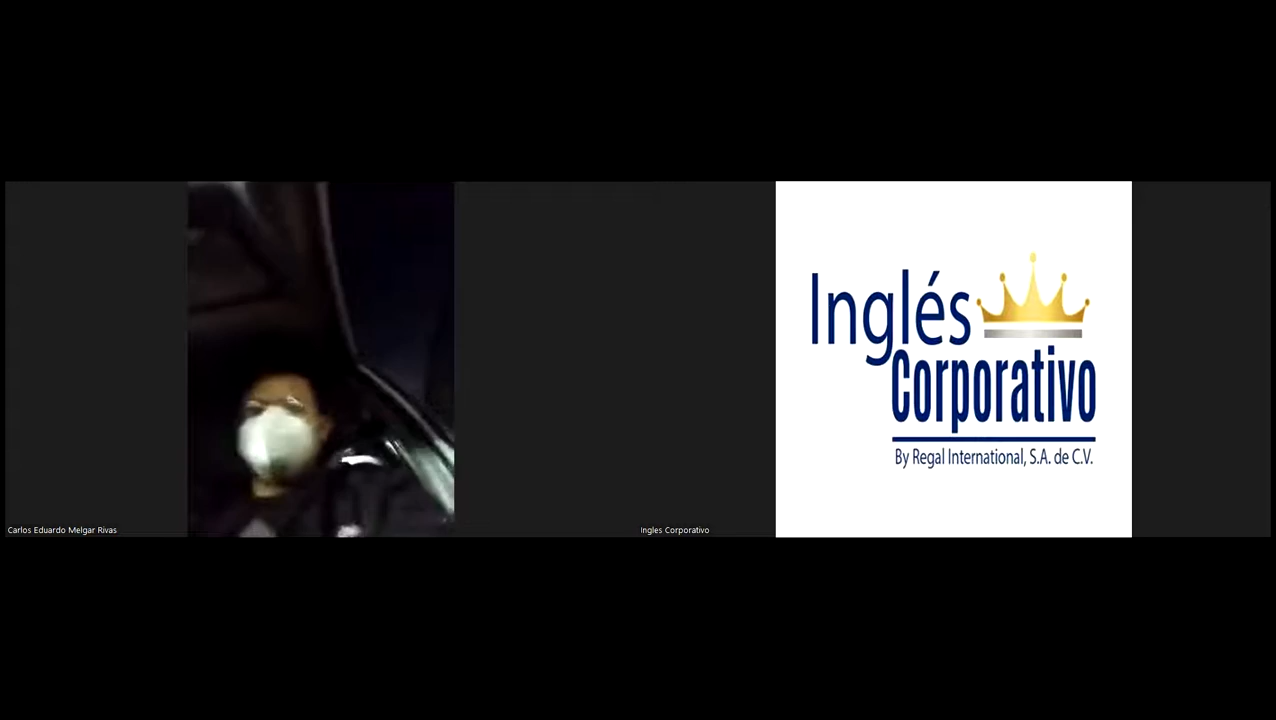 Inglés
Corporativo
By Regal International, S.A. de C.V.
Carlos Eduardo Melgar Rivas
Ingles Corporativo